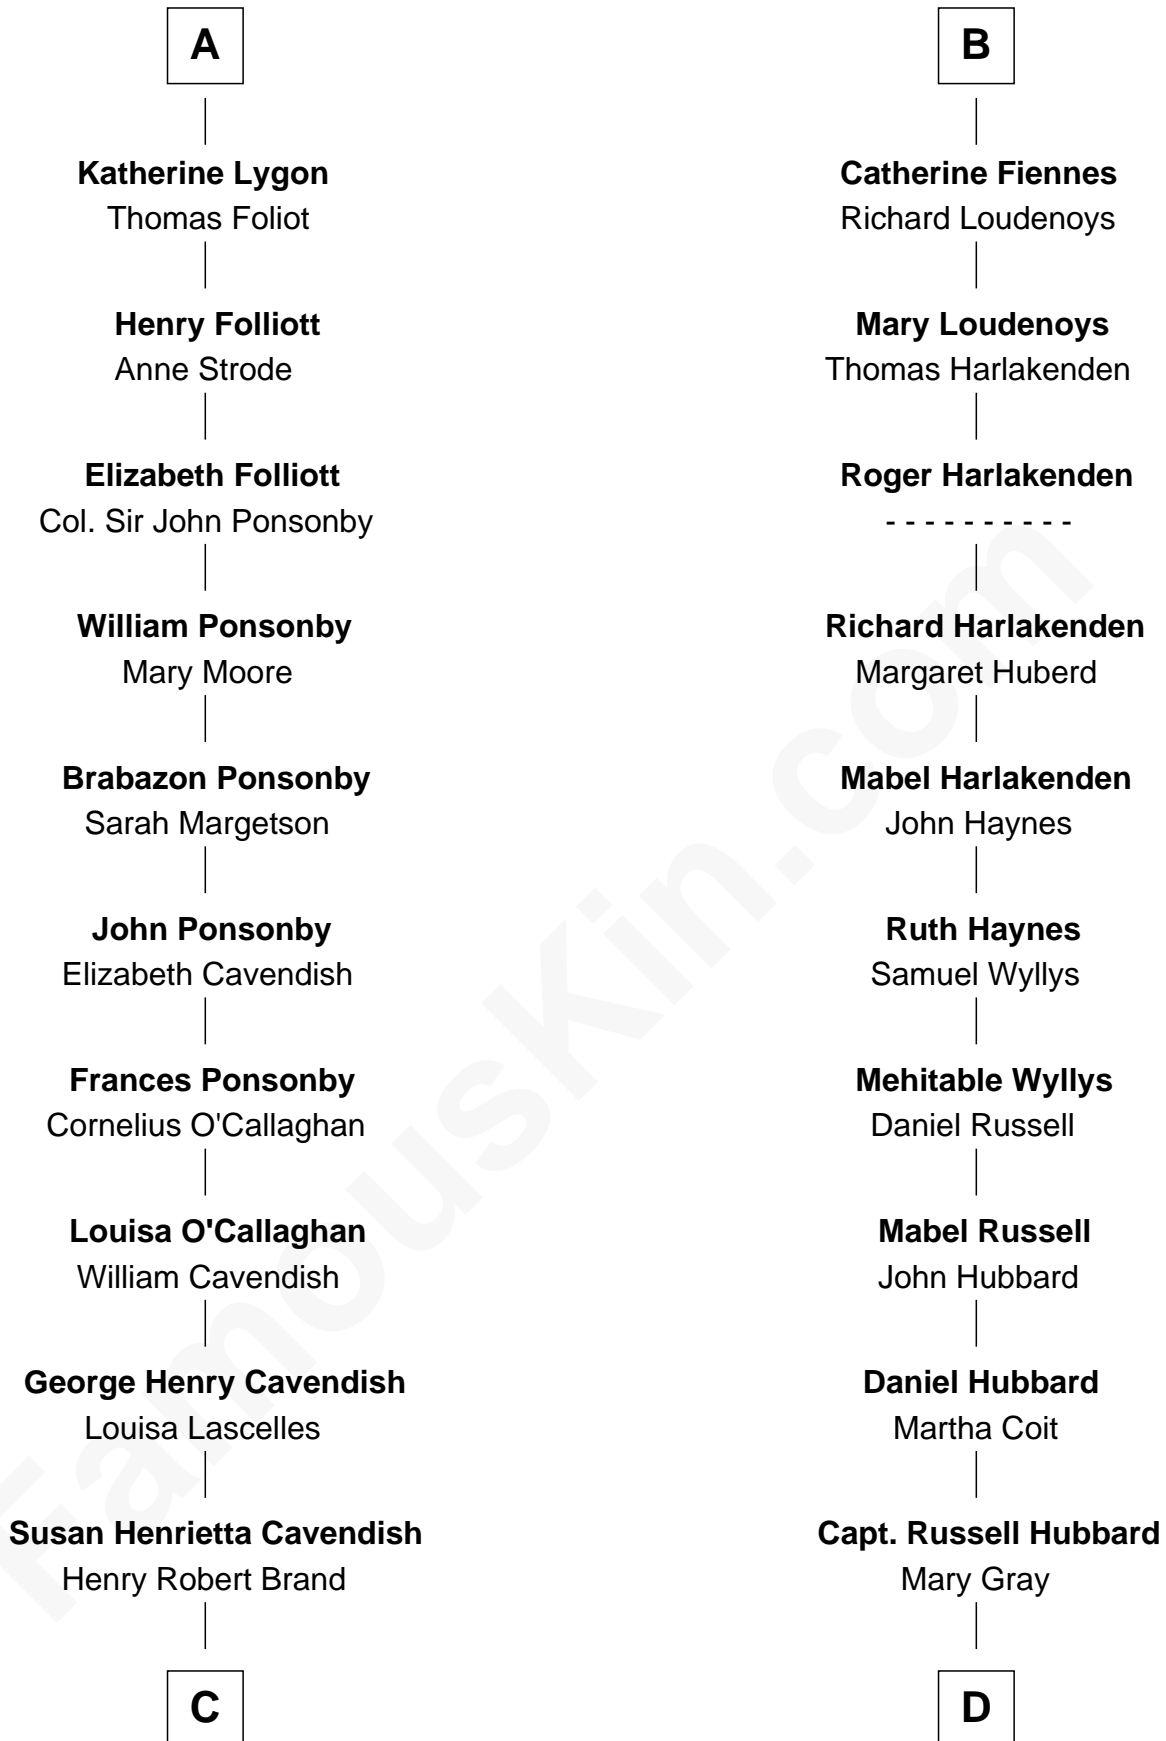 A
Katherine Lygon
Thomas Foliot
Henry Folliott
Anne Strode
Elizabeth Folliott
Col. Sir John Ponsonby
William Ponsonby
Mary Moore
Brabazon Ponsonby
Sarah Margetson
John Ponsonby
Elizabeth Cavendish
Frances Ponsonby
Cornelius O'Callaghan
Louisa O'Callaghan
William Cavendish
George Henry Cavendish
Louisa Lascelles
Susan Henrietta Cavendish
Henry Robert Brand
C
B
Catherine Fiennes
Richard Loudenoys
Mary Loudenoys
Thomas Harlakenden
Roger Harlakenden
- - - - - - - - - -
Richard Harlakenden
Margaret Huberd
Mabel Harlakenden
John Haynes
Ruth Haynes
Samuel Wyllys
Mehitable Wyllys
Daniel Russell
Mabel Russell
John Hubbard
Daniel Hubbard
Martha Coit
Capt. Russell Hubbard
Mary Gray
D
FamousKin.com